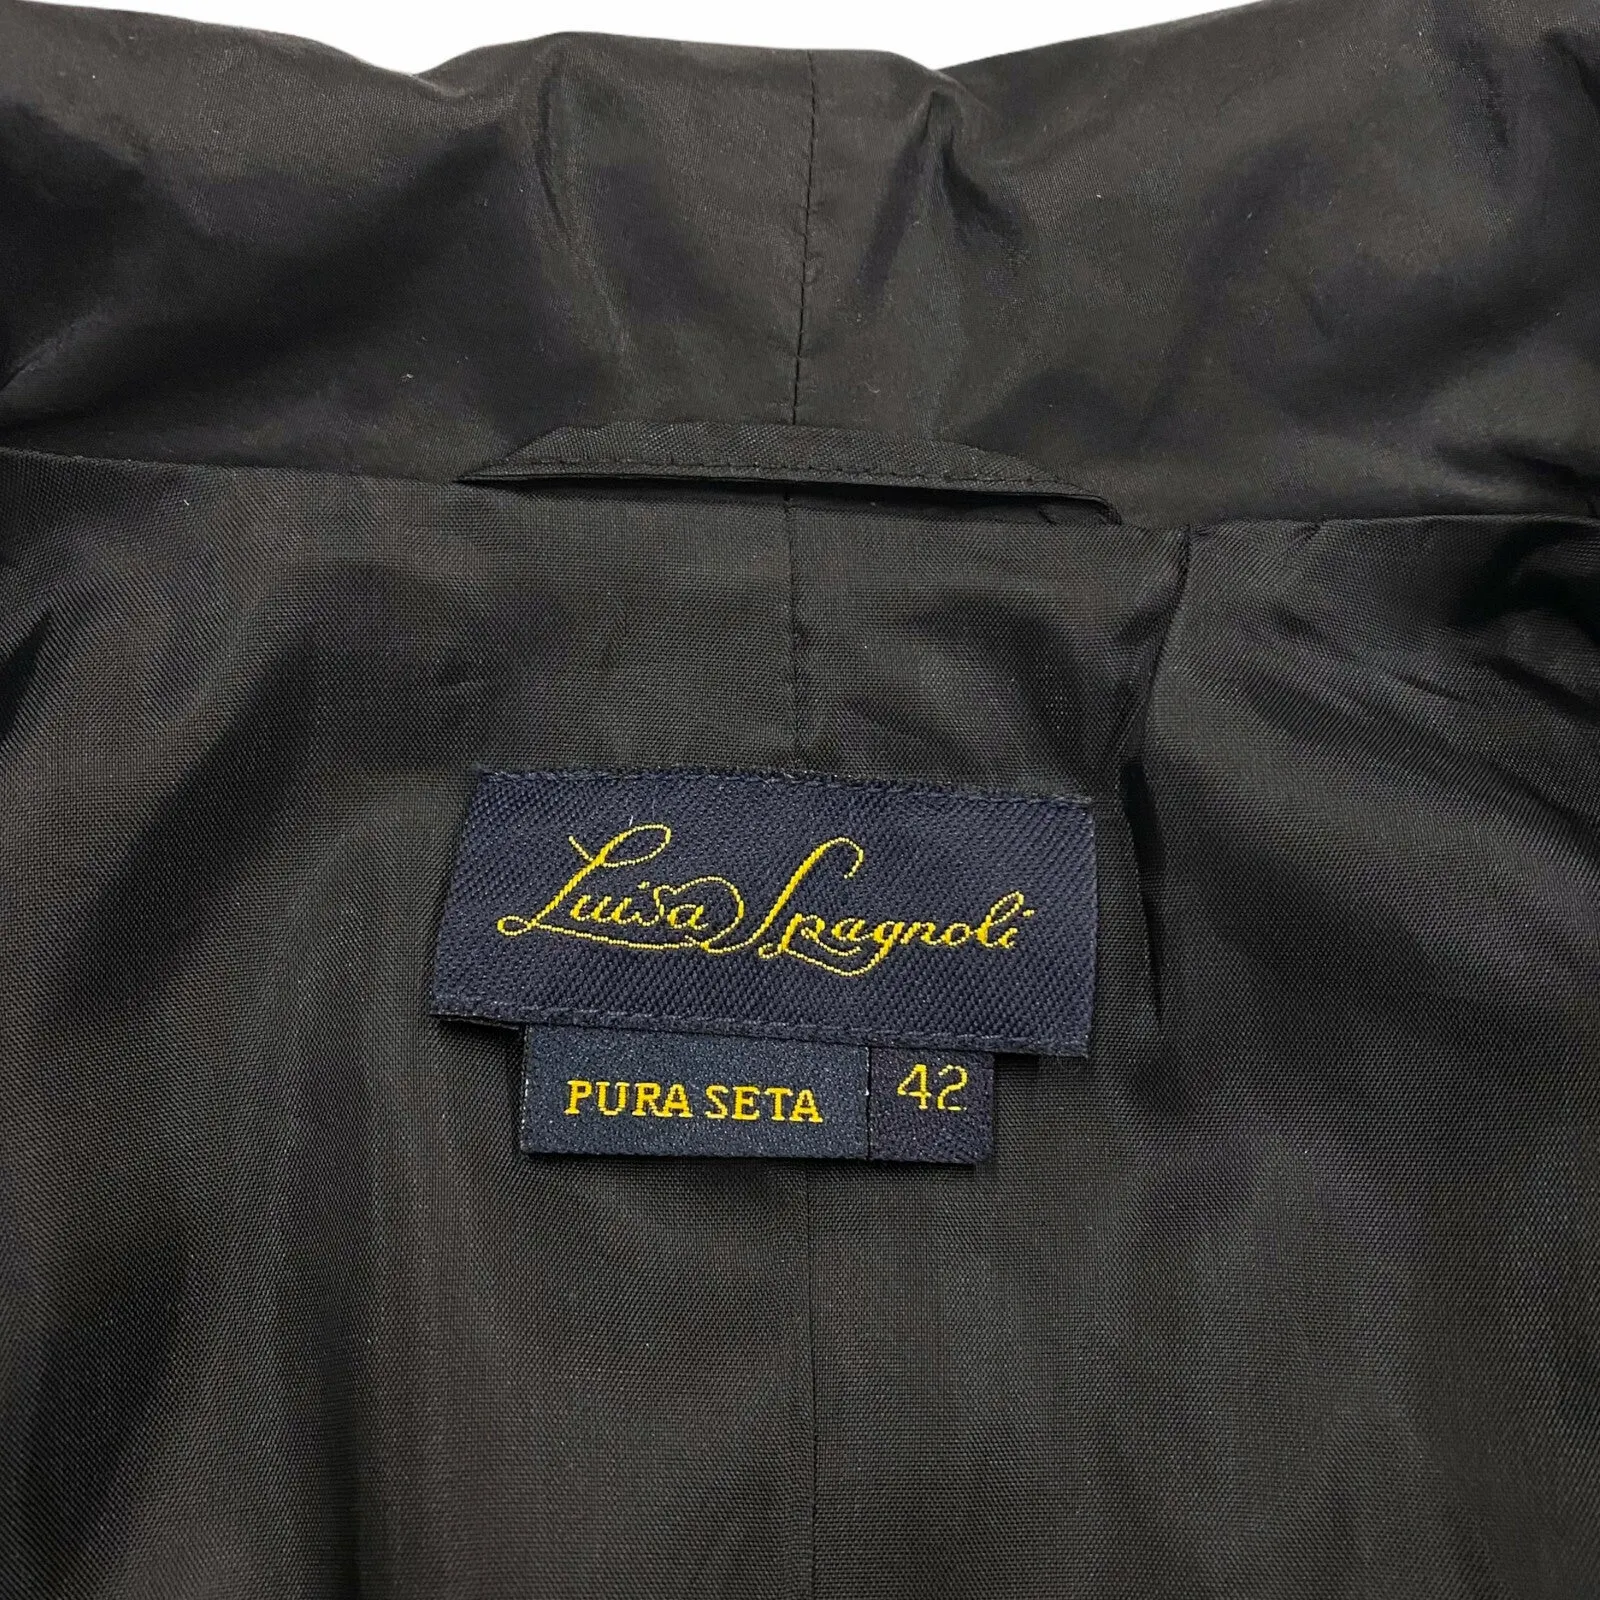 Luisa Spagnoli
PURA SETA 42